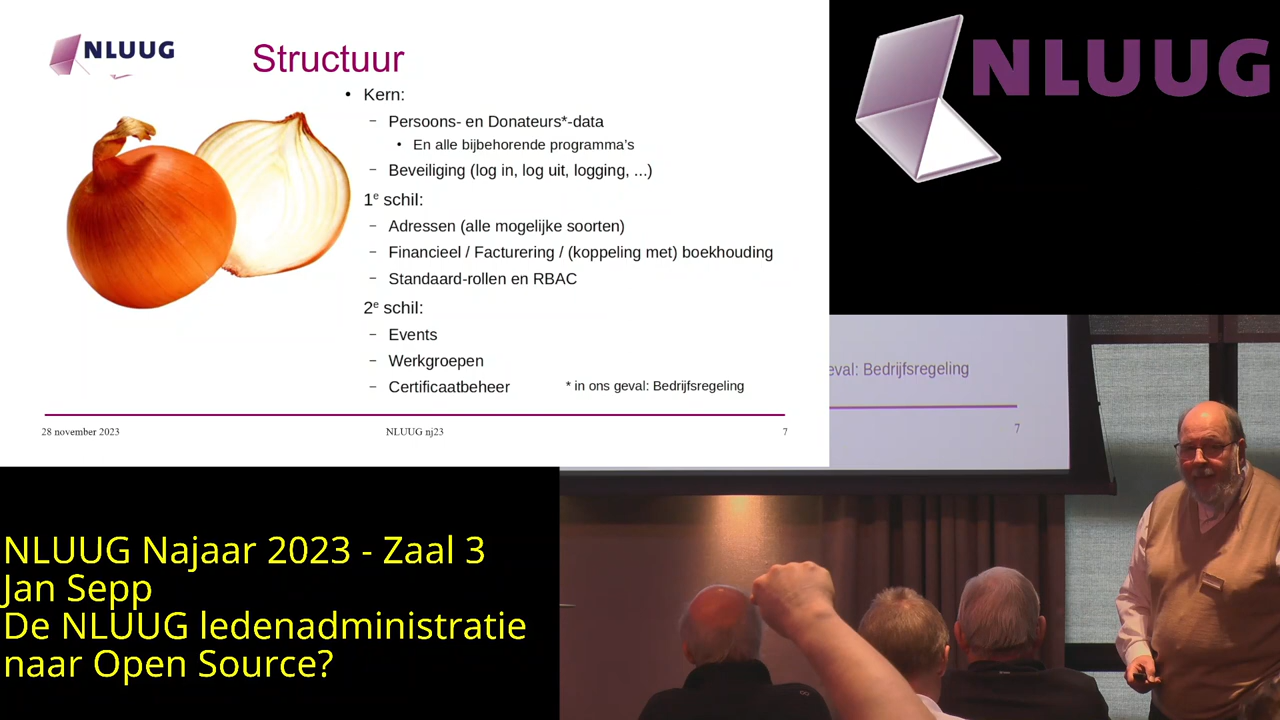 NLUUG
Structuur
• Kern:
– Persoons- en Donateurs*-data
• En alle bijbehorende programma’s
– Beveiliging (log in, log uit, logging, ...)
1e schil:
– Adressen (alle mogelijke soorten)
– Financieel / Facturering / (koppeling met) boekhouding
– Standaard-rollen en RBAC
2e schil:
– Events
– Werkgroepen
– Certificaatbeheer
* in ons geval: Bedrijfsregeling
28 november 2023 NLUUG nj23 7
NLUUG
eval: Bedrijfsregeling
7
NLUUG Najaar 2023 - Zaal 3
Jan Sepp
De NLUUG ledenadministratie
naar Open Source?